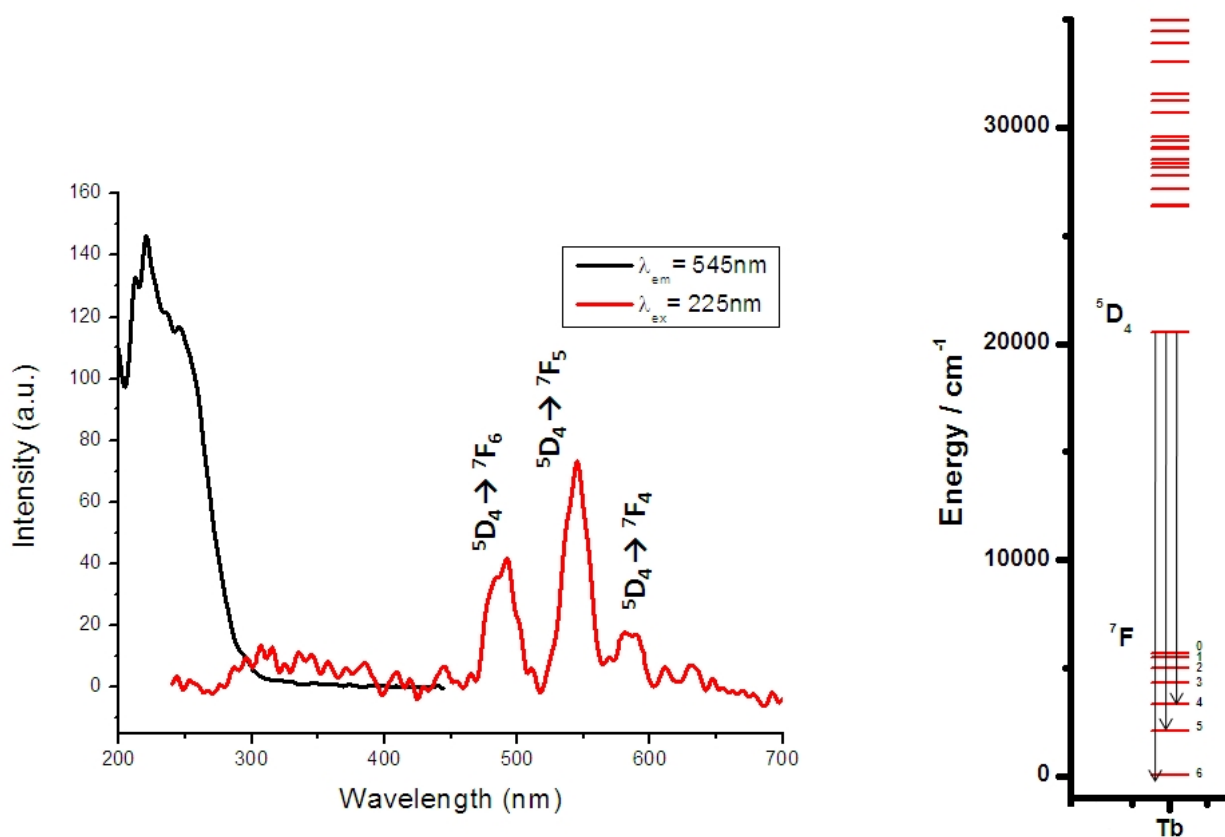 160
140
120
100
80
60
40
20
0
Intensity (a.u.)
200 300 400 500 600 700
Wavelength (nm)
λem = 545nm
λex = 225nm
⁵D₄ → ⁷F₆
⁵D₄ → ⁷F₅
⁵D₄ → ⁷F₄
30000
20000
10000
0
Energy / cm⁻¹
⁵D₄
⁷F
0
1
2
3
4
5
6
Tb